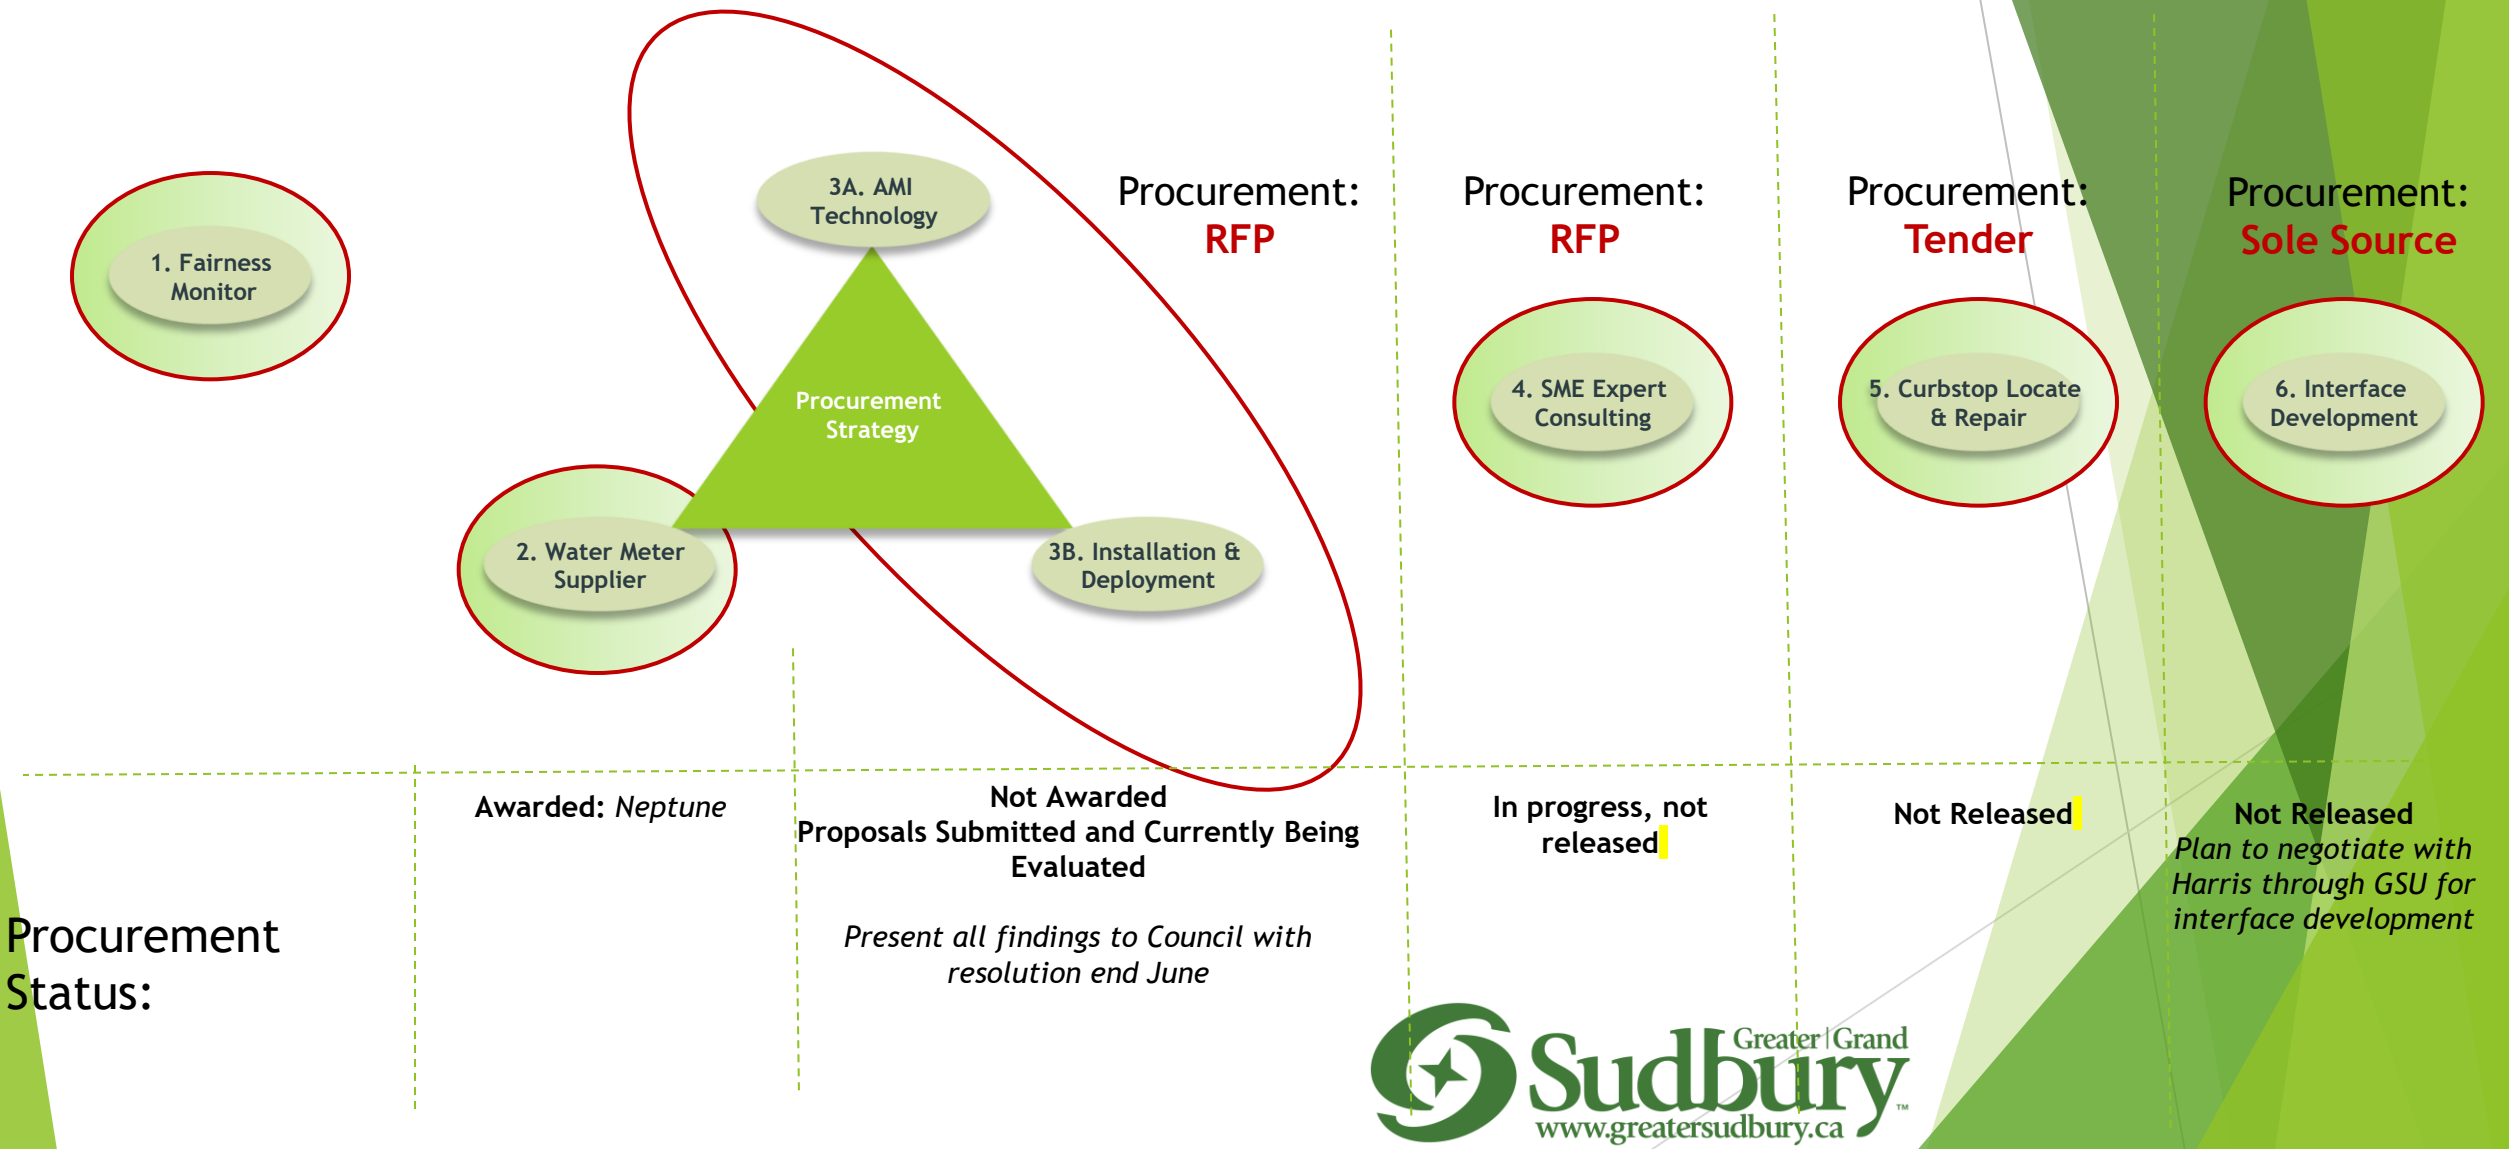 1. Fairness
Monitor
3A. AMI
Technology
Procurement
Strategy
2. Water Meter
Supplier
3B. Installation &
Deployment
Procurement:
RFP
Procurement:
RFP
4. SME Expert
Consulting
Procurement:
Tender
5. Curbstop Locate
& Repair
Procurement:
Sole Source
6. Interface
Development
Procurement
Status:
Awarded: Neptune
Not Awarded
Proposals Submitted and Currently Being
Evaluated
Present all findings to Council with
resolution end June
In progress, not
released
Not Released
Not Released
Plan to negotiate with
Harris through GSU for
interface development
Greater|Grand
Sudbury™
www.greatersudbury.ca